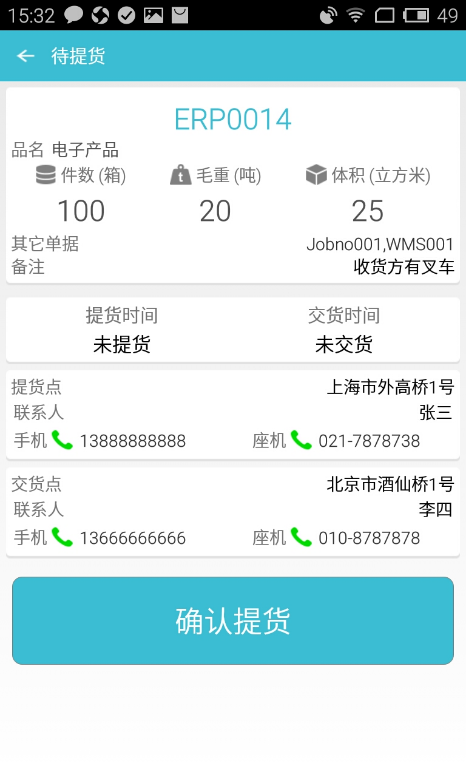 15:32 49
待提货
ERP0014
品名 电子产品
件数 (箱) 毛重 (吨) 体积 (立方米)
100 20 25
其它单据 Jobno001,WMS001
备注 收货方有叉车
提货时间 交货时间
未提货 未交货
提货点 上海市外高桥1号
联系人 张三
手机 13888888888 座机 021-7878738
交货点 北京市酒仙桥1号
联系人 李四
手机 13666666666 座机 010-8787878
确认提货